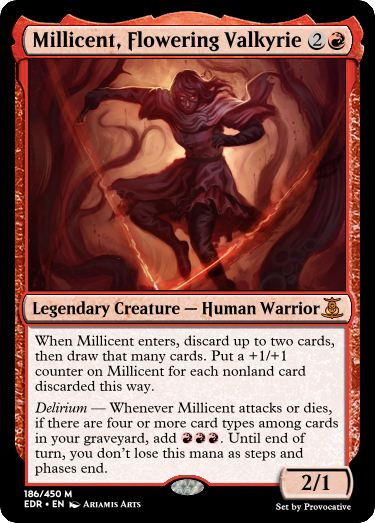 Millicent, Flowering Valkyrie 2
Legendary Creature — Human Warrior
When Millicent enters, discard up to two cards,
then draw that many cards. Put a +1/+1
counter on Millicent for each nonland card
discarded this way.
Delirium — Whenever Millicent attacks or dies,
if there are four or more card types among cards
in your graveyard, add . Until end of
turn, you don't lose this mana as steps and
phases end.
2/1
186/450 M
EDR • EN Ariamis Arts
Set by Provocative